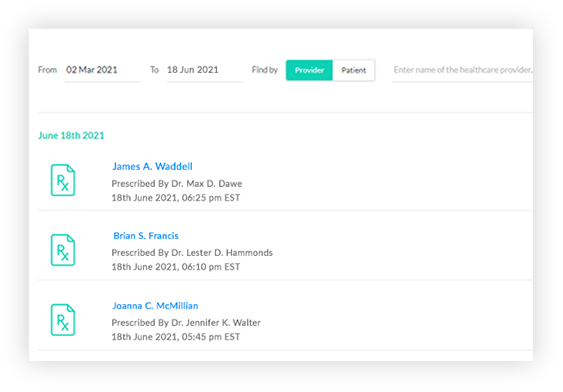 From 02 Mar 2021 To 18 Jun 2021 Find by Provider Patient Enter name of the healthcare provider.
June 18th 2021
Rx
James A. Waddell
Prescribed By Dr. Max D. Dawe
18th June 2021, 06:25 pm EST
Rx
Brian S. Francis
Prescribed By Dr. Lester D. Hammonds
18th June 2021, 06:10 pm EST
Rx
Joanna C. McMillian
Prescribed By Dr. Jennifer K. Walter
18th June 2021, 05:45 pm EST